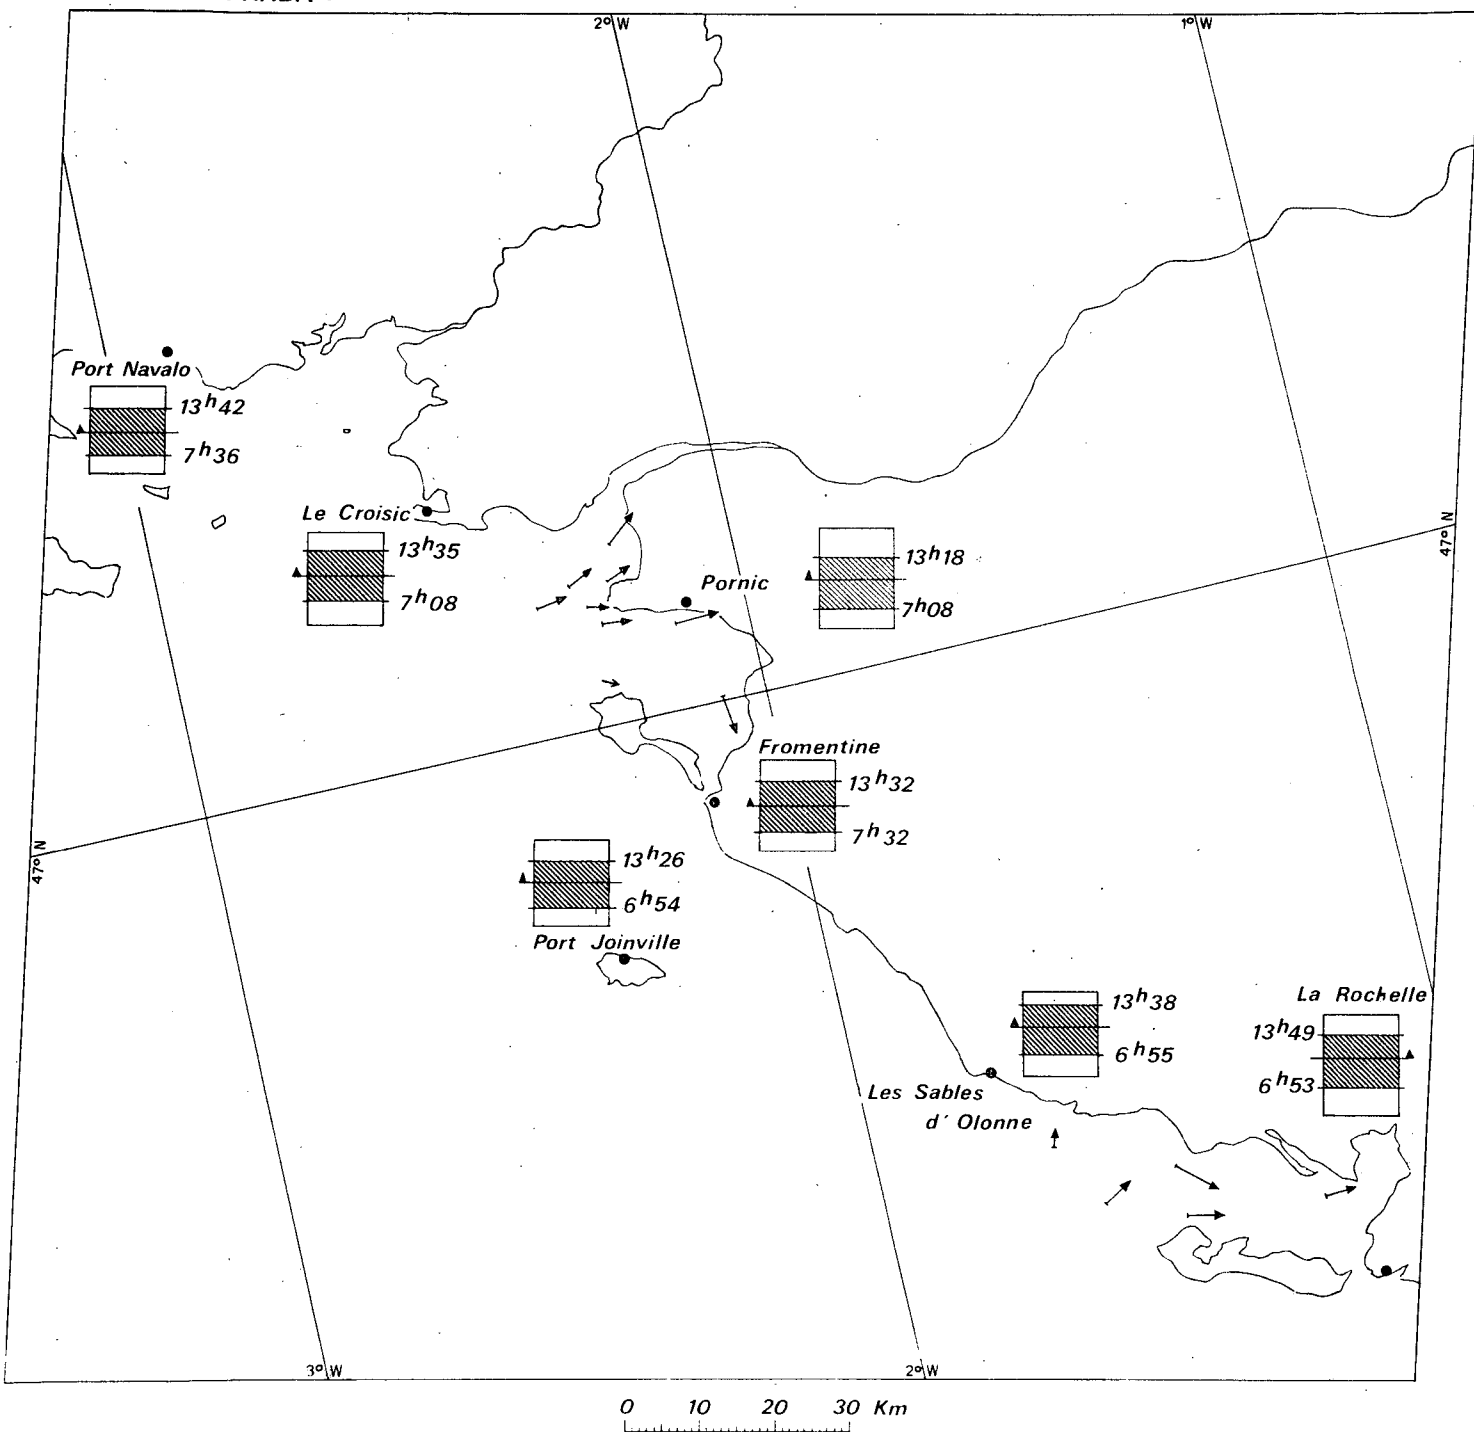 2° W
1° W
Port Navalo
13h42
7h36
Le Croisic
13h35
7h08
Pornic
13h18
7h08
47° N
Fromentine
13h32
7h32
47° N
13h26
6h54
Port Joinville
13h38
6h55
Les Sables
d' Olonne
La Rochelle
13h49
6h53
3° W
2° W
0 10 20 30 Km